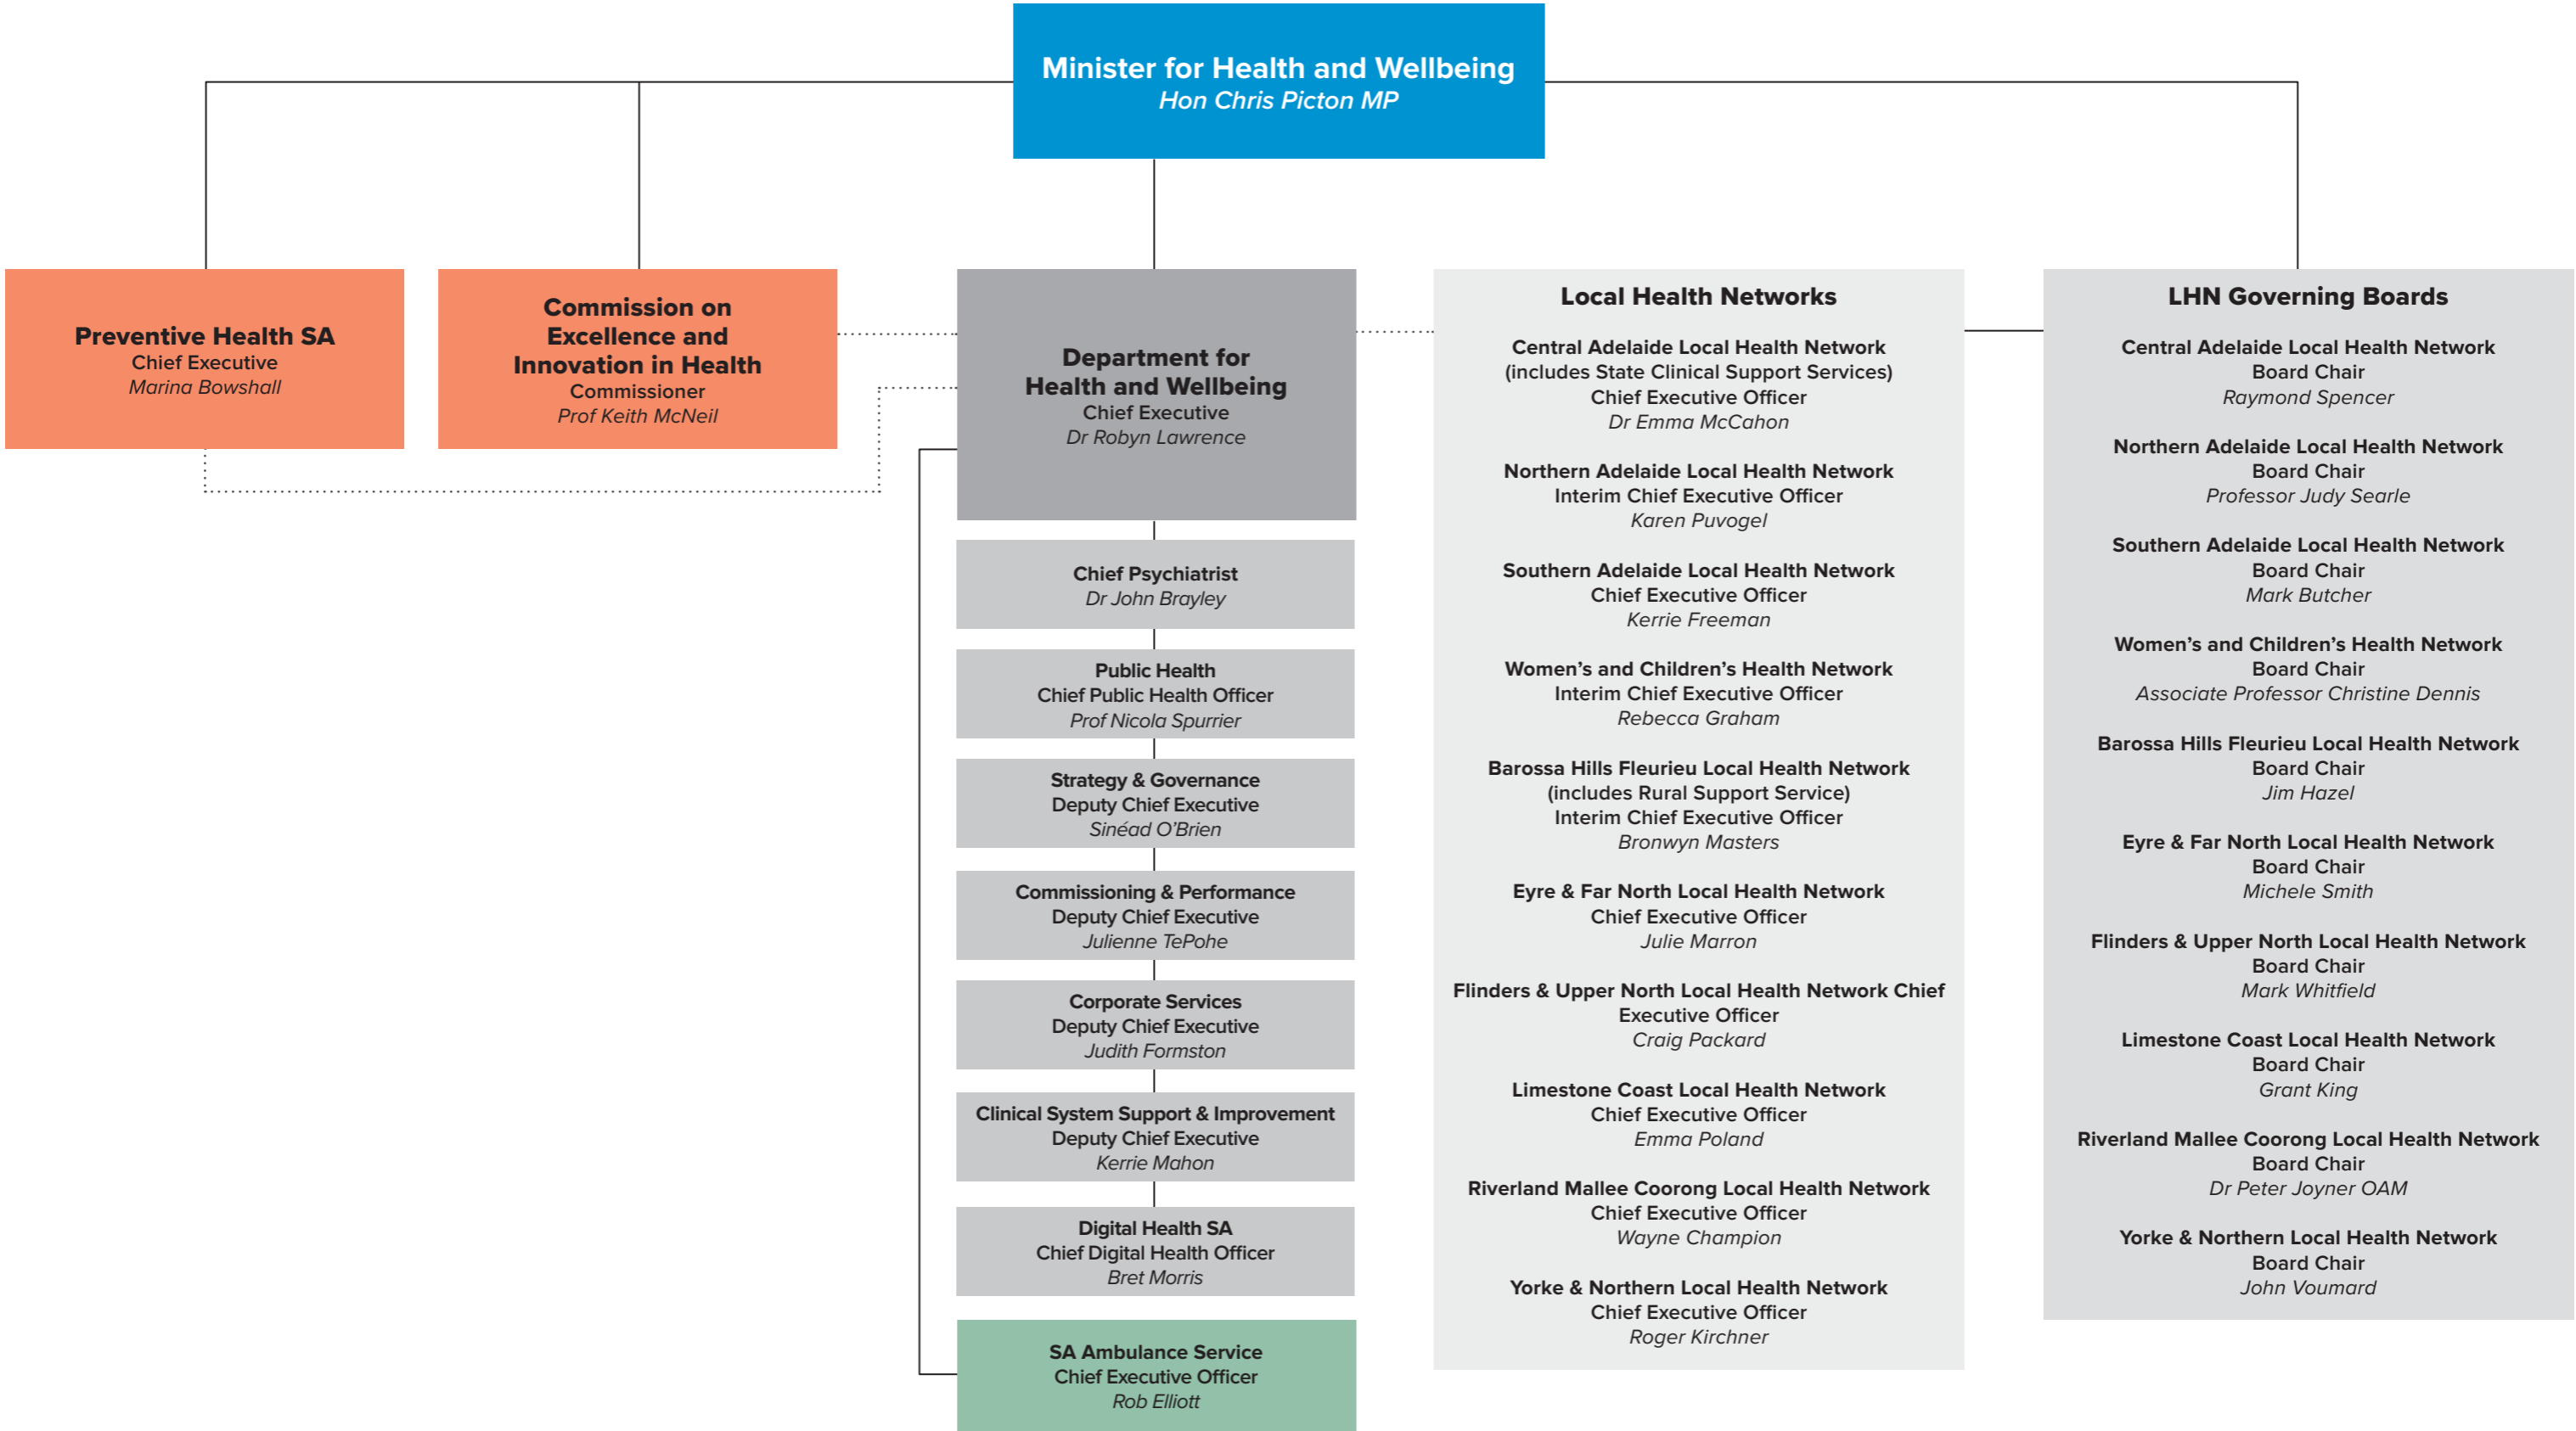 Minister for Health and Wellbeing
Hon Chris Picton MP
Preventive Health SA
Chief Executive
Marina Bowshall
Commission on
Excellence and
Innovation in Health
Commissioner
Prof Keith McNeil
Department for
Health and Wellbeing
Chief Executive
Dr Robyn Lawrence
Chief Psychiatrist
Dr John Brayley
Public Health
Chief Public Health Officer
Prof Nicola Spurrier
Strategy & Governance
Deputy Chief Executive
Sinéad O’Brien
Commissioning & Performance
Deputy Chief Executive
Julienne TePohe
Corporate Services
Deputy Chief Executive
Judith Formston
Clinical System Support & Improvement
Deputy Chief Executive
Kerrie Mahon
Digital Health SA
Chief Digital Health Officer
Bret Morris
SA Ambulance Service
Chief Executive Officer
Rob Elliott
Local Health Networks
Central Adelaide Local Health Network
(includes State Clinical Support Services)
Chief Executive Officer
Dr Emma McCahon
Northern Adelaide Local Health Network
Interim Chief Executive Officer
Karen Puvogel
Southern Adelaide Local Health Network
Chief Executive Officer
Kerrie Freeman
Women’s and Children’s Health Network
Interim Chief Executive Officer
Rebecca Graham
Barossa Hills Fleurieu Local Health Network
(includes Rural Support Service)
Interim Chief Executive Officer
Bronwyn Masters
Eyre & Far North Local Health Network
Chief Executive Officer
Julie Marron
Flinders & Upper North Local Health Network Chief
Executive Officer
Craig Packard
Limestone Coast Local Health Network
Chief Executive Officer
Emma Poland
Riverland Mallee Coorong Local Health Network
Chief Executive Officer
Wayne Champion
Yorke & Northern Local Health Network
Chief Executive Officer
Roger Kirchner
LHN Governing Boards
Central Adelaide Local Health Network
Board Chair
Raymond Spencer
Northern Adelaide Local Health Network
Board Chair
Professor Judy Searle
Southern Adelaide Local Health Network
Board Chair
Mark Butcher
Women’s and Children’s Health Network
Board Chair
Associate Professor Christine Dennis
Barossa Hills Fleurieu Local Health Network
Board Chair
Jim Hazel
Eyre & Far North Local Health Network
Board Chair
Michele Smith
Flinders & Upper North Local Health Network
Board Chair
Mark Whitfield
Limestone Coast Local Health Network
Board Chair
Grant King
Riverland Mallee Coorong Local Health Network
Board Chair
Dr Peter Joyner OAM
Yorke & Northern Local Health Network
Board Chair
John Voumard